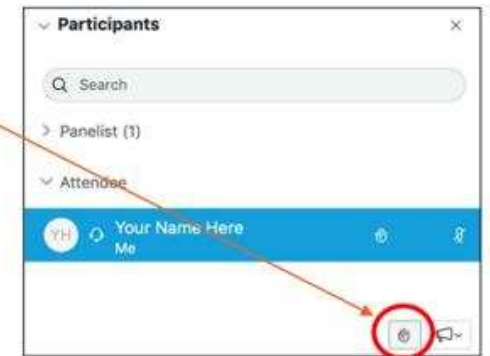 Participants
Search
Panelist (1)
Attendee
YH Your Name Here
Me